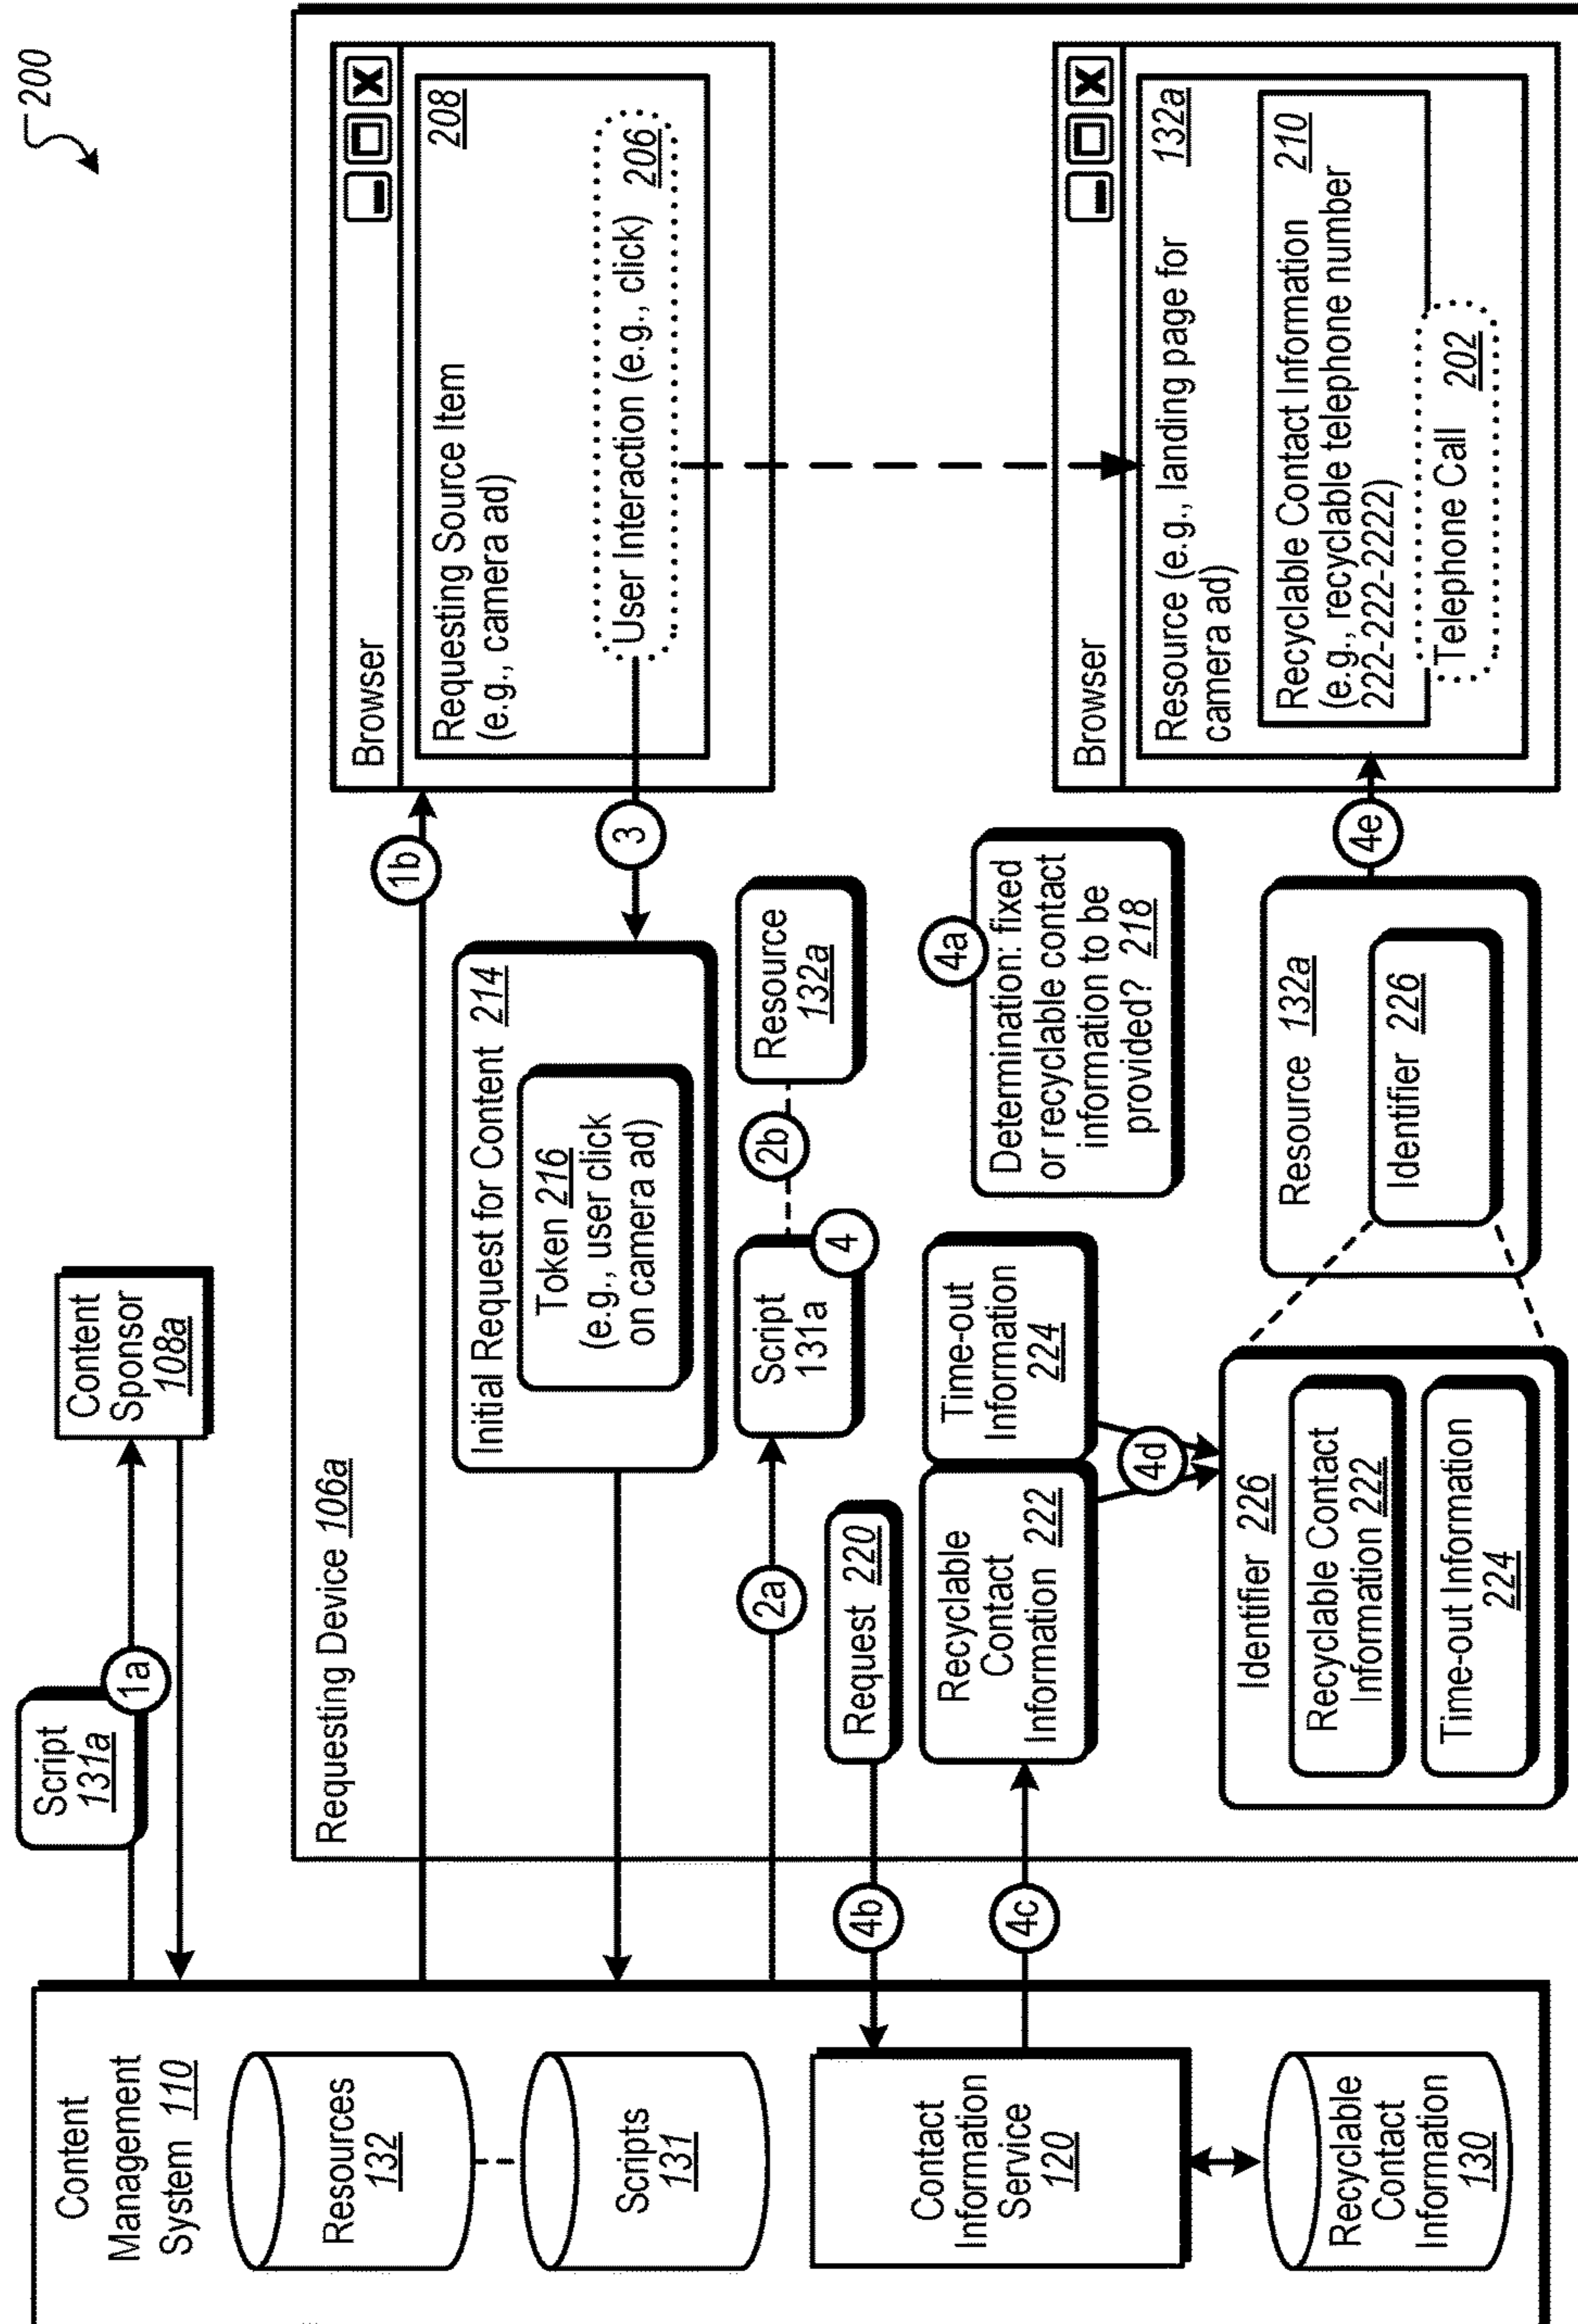 200
Content
Management
System 110
Resources
132
Scripts
131
Contact
Information
Service
120
Recyclable
Contact
Information
130
Script
131a
1a
Content
Sponsor
108a
Requesting Device 106a
1b
Browser
Requesting Source Item 208
(e.g., camera ad)
User Interaction (e.g., click) 206
3
Initial Request for Content 214
Token 216
(e.g., user click
on camera ad)
2a
Script
131a
4
2b
Resource
132a
4b
Request 220
4c
Recyclable
Contact
Information 222
Time-out
Information
224
4d
4a
Determination: fixed
or recyclable contact
information to be
provided? 218
Identifier 226
Recyclable Contact
Information 222
Time-out Information
224
Resource 132a
Identifier 226
4e
Browser
Resource (e.g., landing page for 132a
camera ad)
Recyclable Contact Information 210
(e.g., recyclable telephone number
222-222-2222)
Telephone Call 202